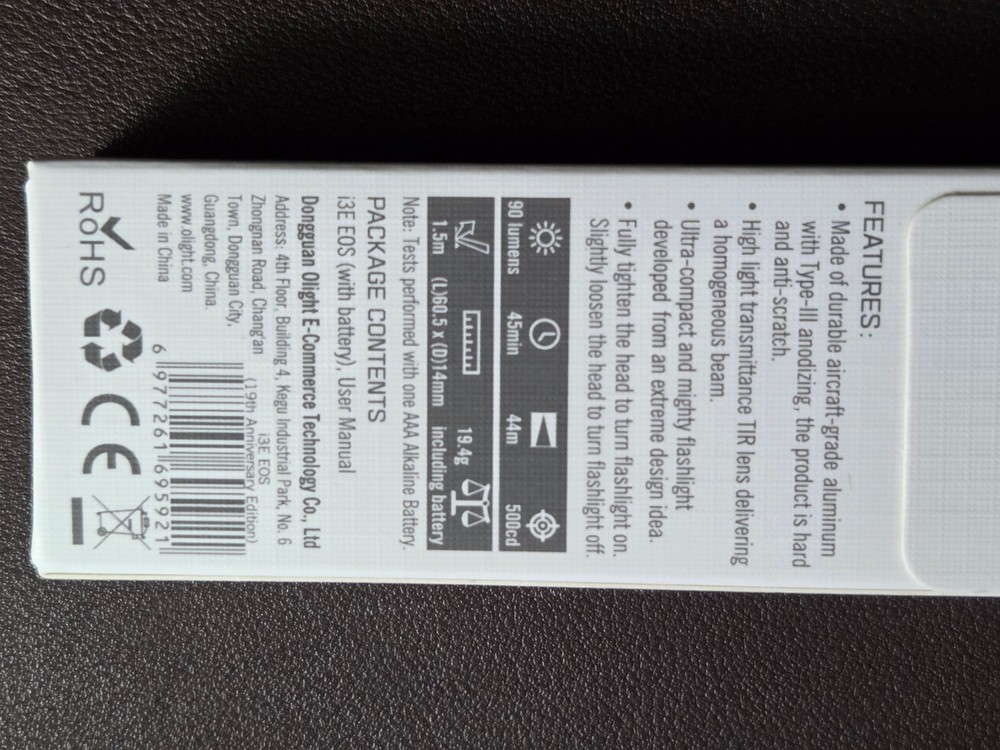 FEATURES:
• Made of durable aircraft-grade aluminum
with Type-III anodizing, the product is hard
and anti-scratch.
• High light transmittance TIR lens delivering
a homogeneous beam.
• Ultra-compact and mighty flashlight
developed from an extreme design idea.
• Fully tighten the head to turn flashlight on.
Slightly loosen the head to turn flashlight off.
90 lumens 45min 44m 500cd
1.5m (L)60.5 x (D)14mm 19.4g including battery
Note: Tests performed with one AAA Alkaline Battery.
PACKAGE CONTENTS
i3E EOS (with battery), User Manual
Dongguan Olight E-Commerce Technology Co., Ltd
Address: 4th Floor, Building 4, Kegu Industrial Park, No. 6
Zhongnan Road, Chang'an
Town, Dongguan City,
Guangdong, China.
www.olight.com
Made in China
i3E EOS
(19th Anniversary Edition)
6 977261 695921
RoHS CE